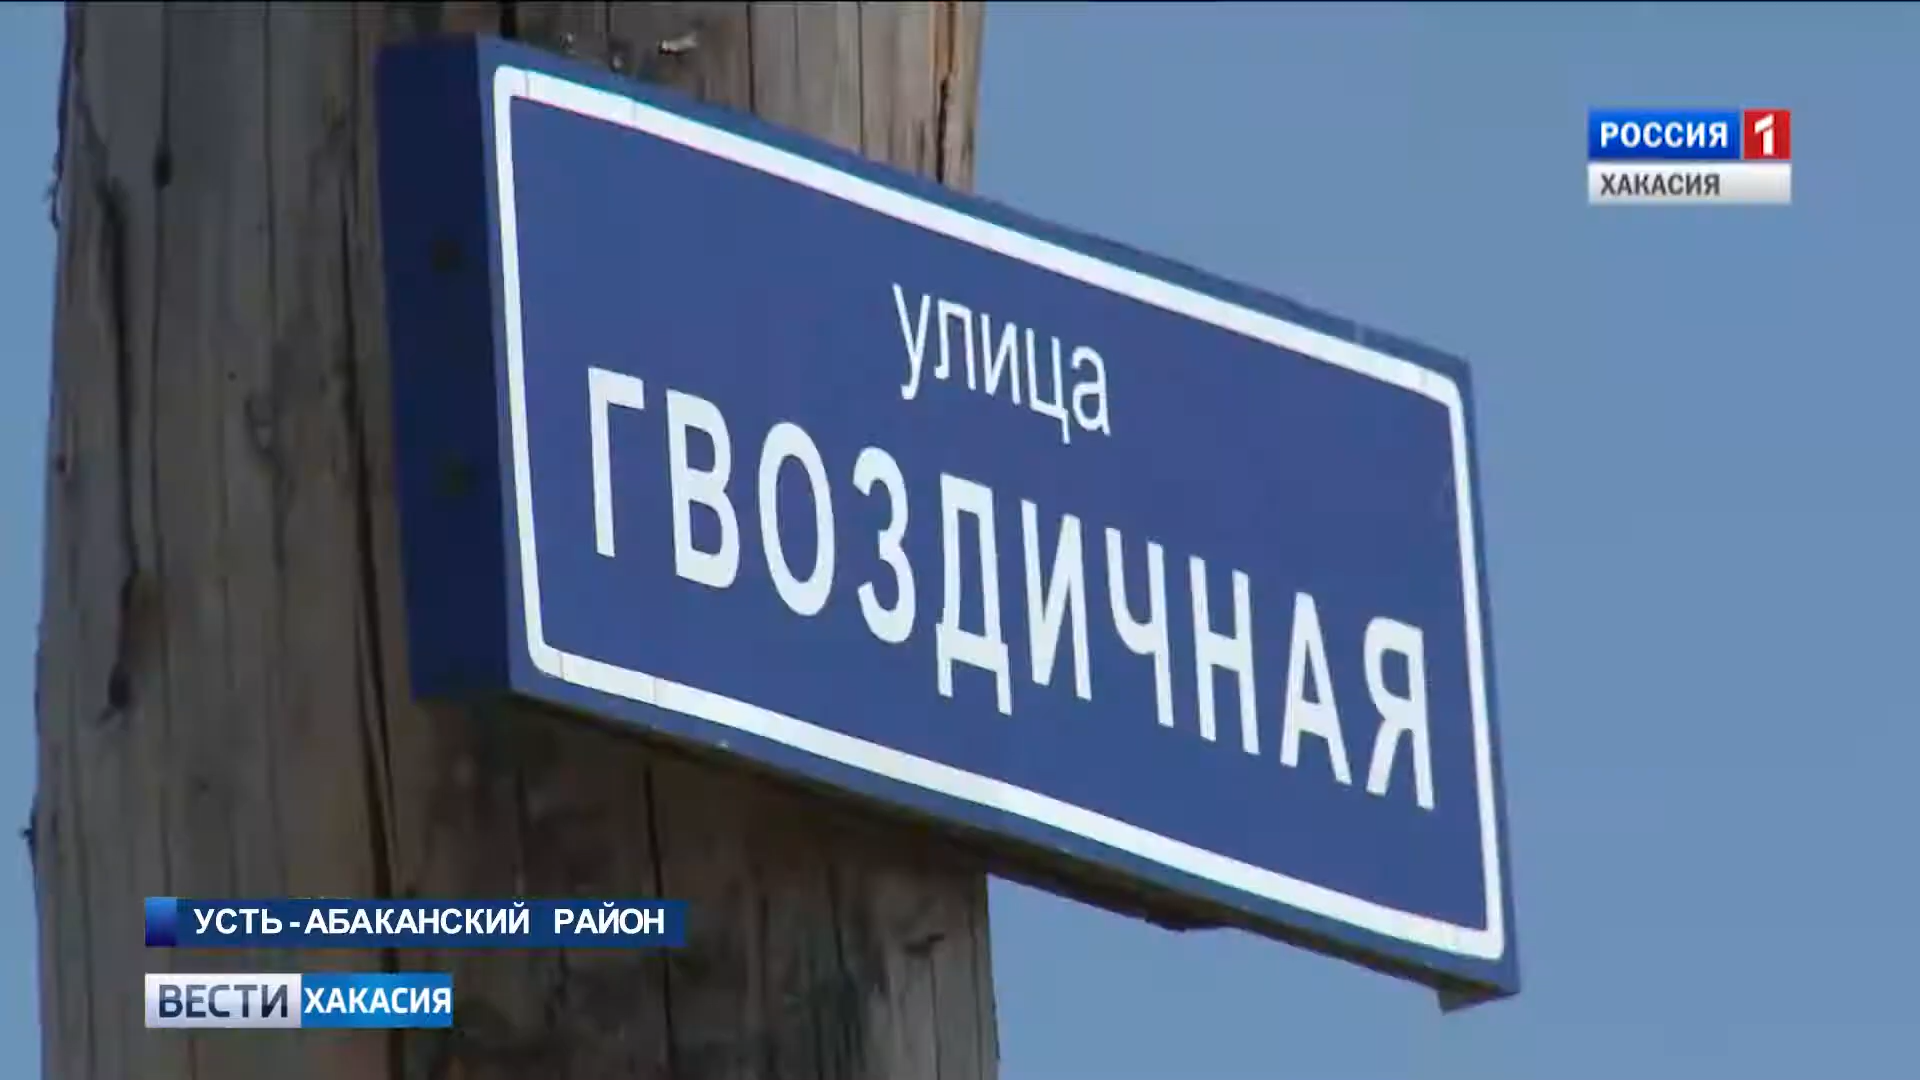 РОССИЯ 1
ХАКАСИЯ
улица
ГВОЗДИЧНАЯ
УСТЬ-АБАКАНСКИЙ РАЙОН
ВЕСТИ ХАКАСИЯ